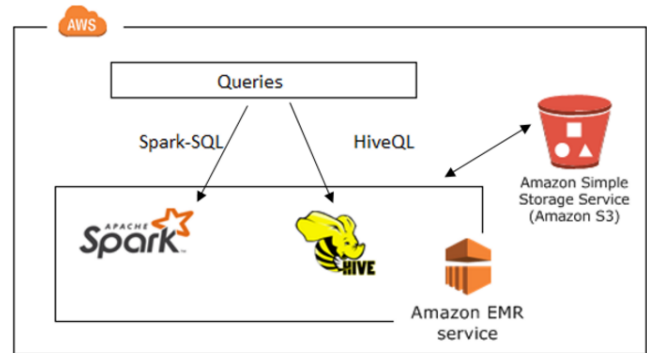 AWS
Queries
Spark-SQL
HiveQL
Amazon Simple
Storage Service
(Amazon S3)
APACHE
Spark
HIVE
Amazon EMR
service